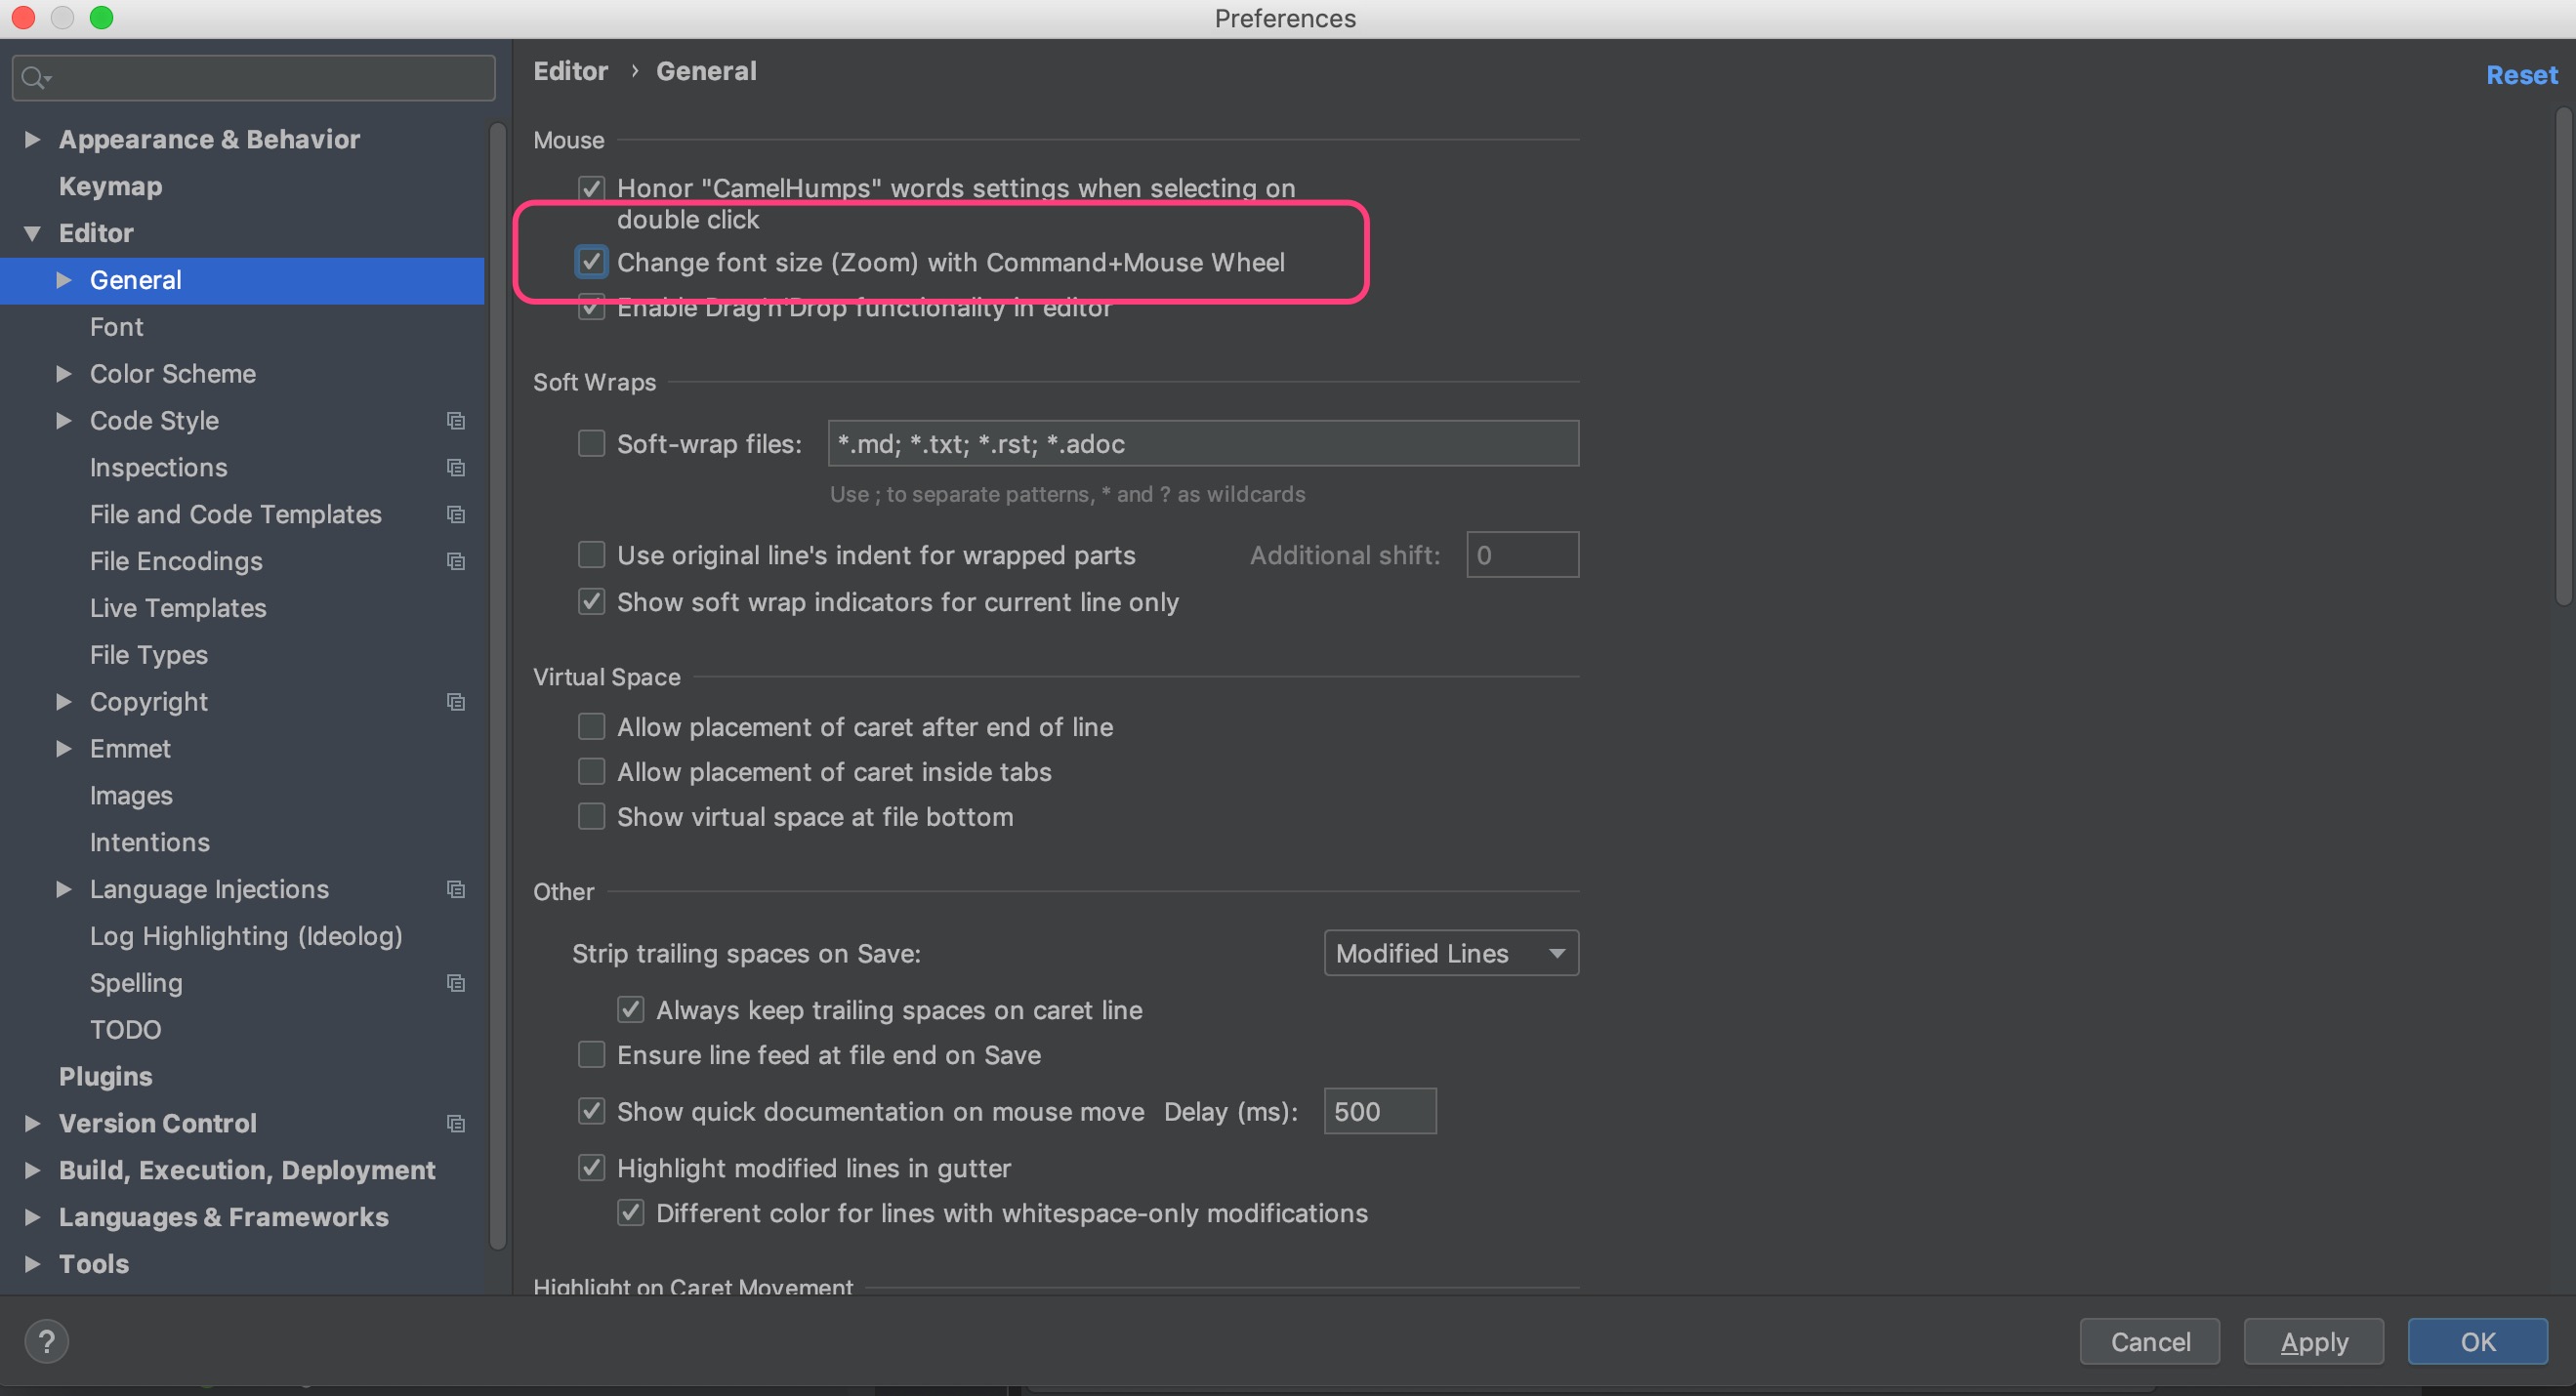 Preferences
Appearance & Behavior
Keymap
Editor
General
Font
Color Scheme
Code Style
Inspections
File and Code Templates
File Encodings
Live Templates
File Types
Copyright
Emmet
Images
Intentions
Language Injections
Log Highlighting (Ideolog)
Spelling
TODO
Plugins
Version Control
Build, Execution, Deployment
Languages & Frameworks
Tools
Editor › General
Reset
Mouse
Honor "CamelHumps" words settings when selecting on
double click
Change font size (Zoom) with Command+Mouse Wheel
Enable Drag'n'Drop functionality in editor
Soft Wraps
Soft-wrap files: *.md; *.txt; *.rst; *.adoc
Use ; to separate patterns, * and ? as wildcards
Use original line's indent for wrapped parts Additional shift: 0
Show soft wrap indicators for current line only
Virtual Space
Allow placement of caret after end of line
Allow placement of caret inside tabs
Show virtual space at file bottom
Other
Strip trailing spaces on Save: Modified Lines
Always keep trailing spaces on caret line
Ensure line feed at file end on Save
Show quick documentation on mouse move Delay (ms): 500
Highlight modified lines in gutter
Different color for lines with whitespace-only modifications
Highlight on Caret Movement
?
Cancel
Apply
OK